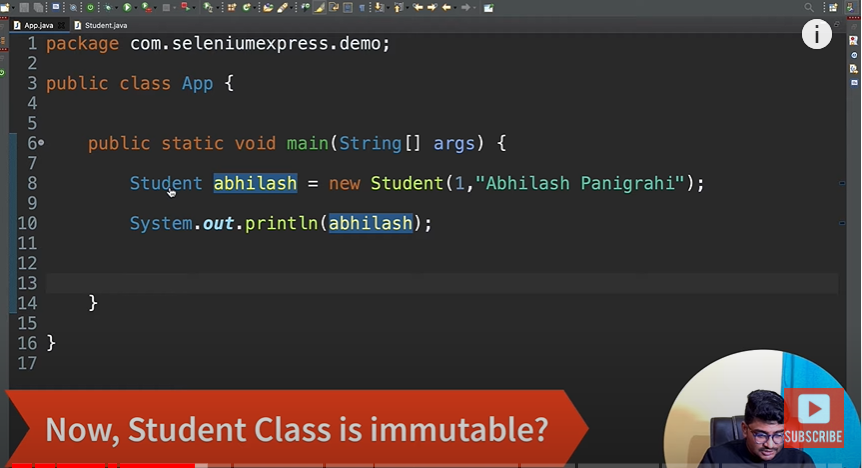 App.java
Student.java
i
1 package com.seleniumexpress.demo;
2
3 public class App {
4
5
6 public static void main(String[] args) {
7
8 Student abhilash = new Student(1,"Abhilash Panigrahi");
9
10 System.out.println(abhilash);
11
12
13
14 }
15
16 }
17
Now, Student Class is immutable?
SUBSCRIBE